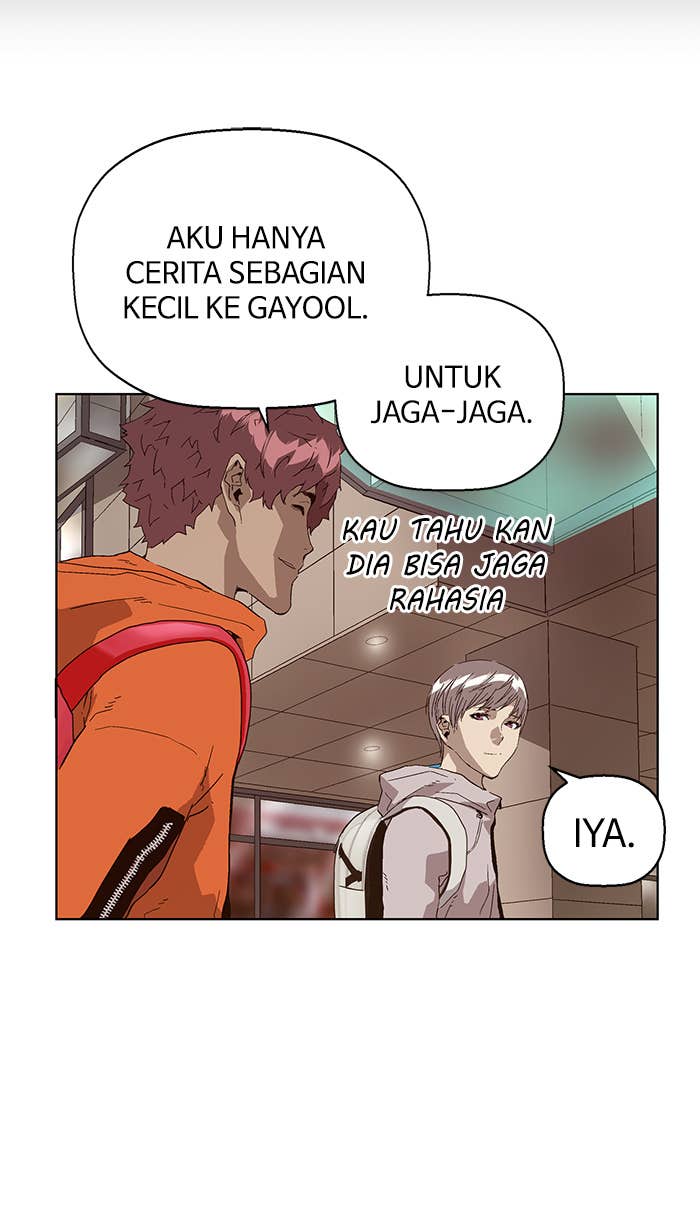 AKU HANYA
CERITA SEBAGIAN
KECIL KE GAYOOL.
UNTUK
JAGA-JAGA.
KAU TAHU KAN
DIA BISA JAGA
RAHASIA
IYA.